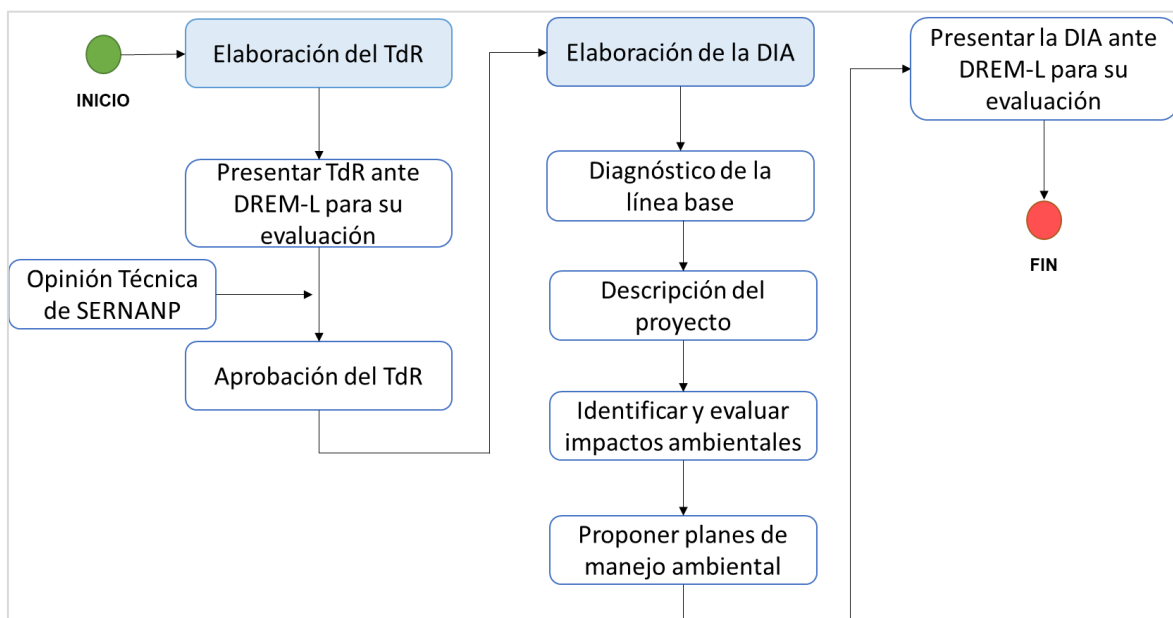 INICIO
Elaboración del TdR
Presentar TdR ante
DREM-L para su
evaluación
Opinión Técnica
de SERNANP
Aprobación del TdR
Elaboración de la DIA
Diagnóstico de la
línea base
Descripción del
proyecto
Identificar y evaluar
impactos ambientales
Proponer planes de
manejo ambiental
Presentar la DIA ante
DREM-L para su
evaluación
FIN